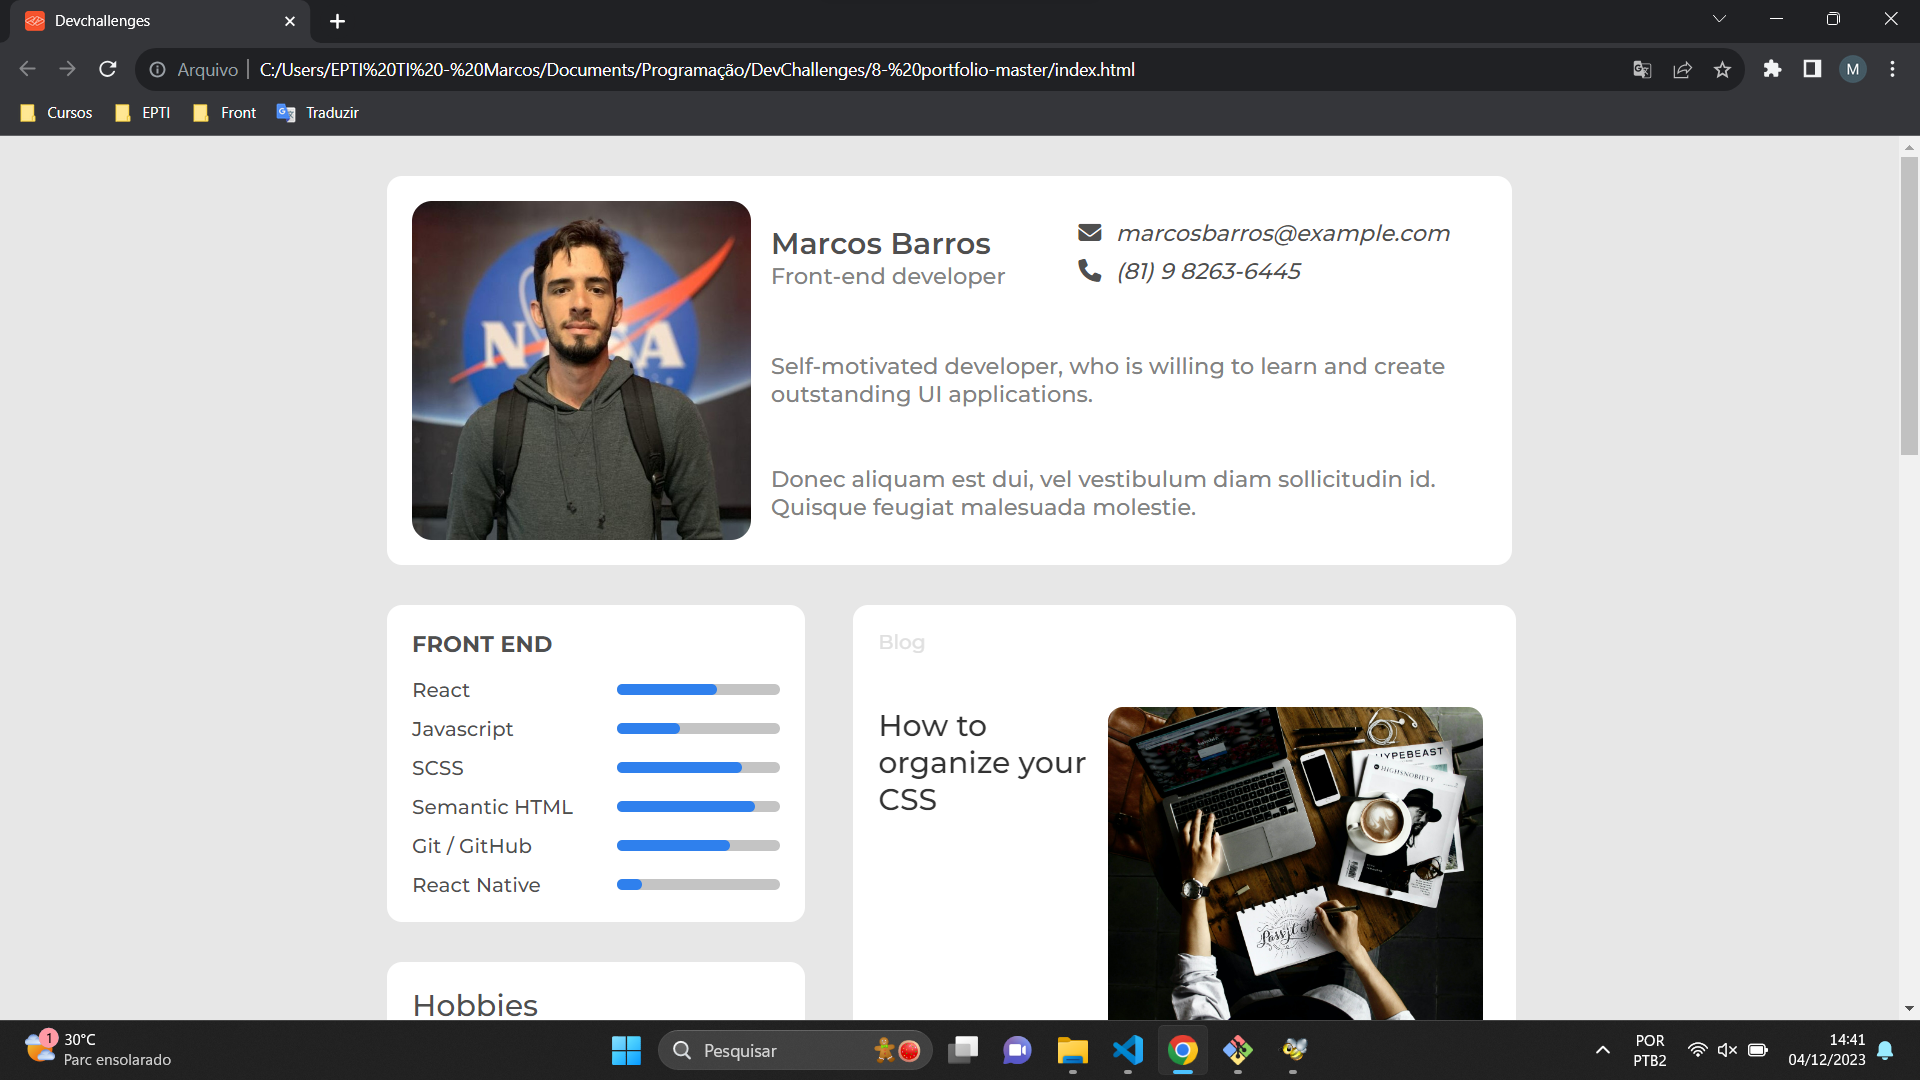 Devchallenges
Arquivo
C:/Users/EPTI%20TI%20-%20Marcos/Documents/Programação/DevChallenges/8-%20portfolio-master/index.html
M
Cursos
EPTI
Front
Traduzir
NASA
Marcos Barros
Front-end developer
marcosbarros@example.com
(81) 9 8263-6445
Self-motivated developer, who is willing to learn and create
outstanding UI applications.
Donec aliquam est dui, vel vestibulum diam sollicitudin id.
Quisque feugiat malesuada molestie.
FRONT END
React
Javascript
SCSS
Semantic HTML
Git / GitHub
React Native
Hobbies
Blog
How to
organize your
CSS
HYPEBEAST
HIGHSNOBIETY
1
30°C
Parc ensolarado
Pesquisar
POR
PTB2
14:41
04/12/2023